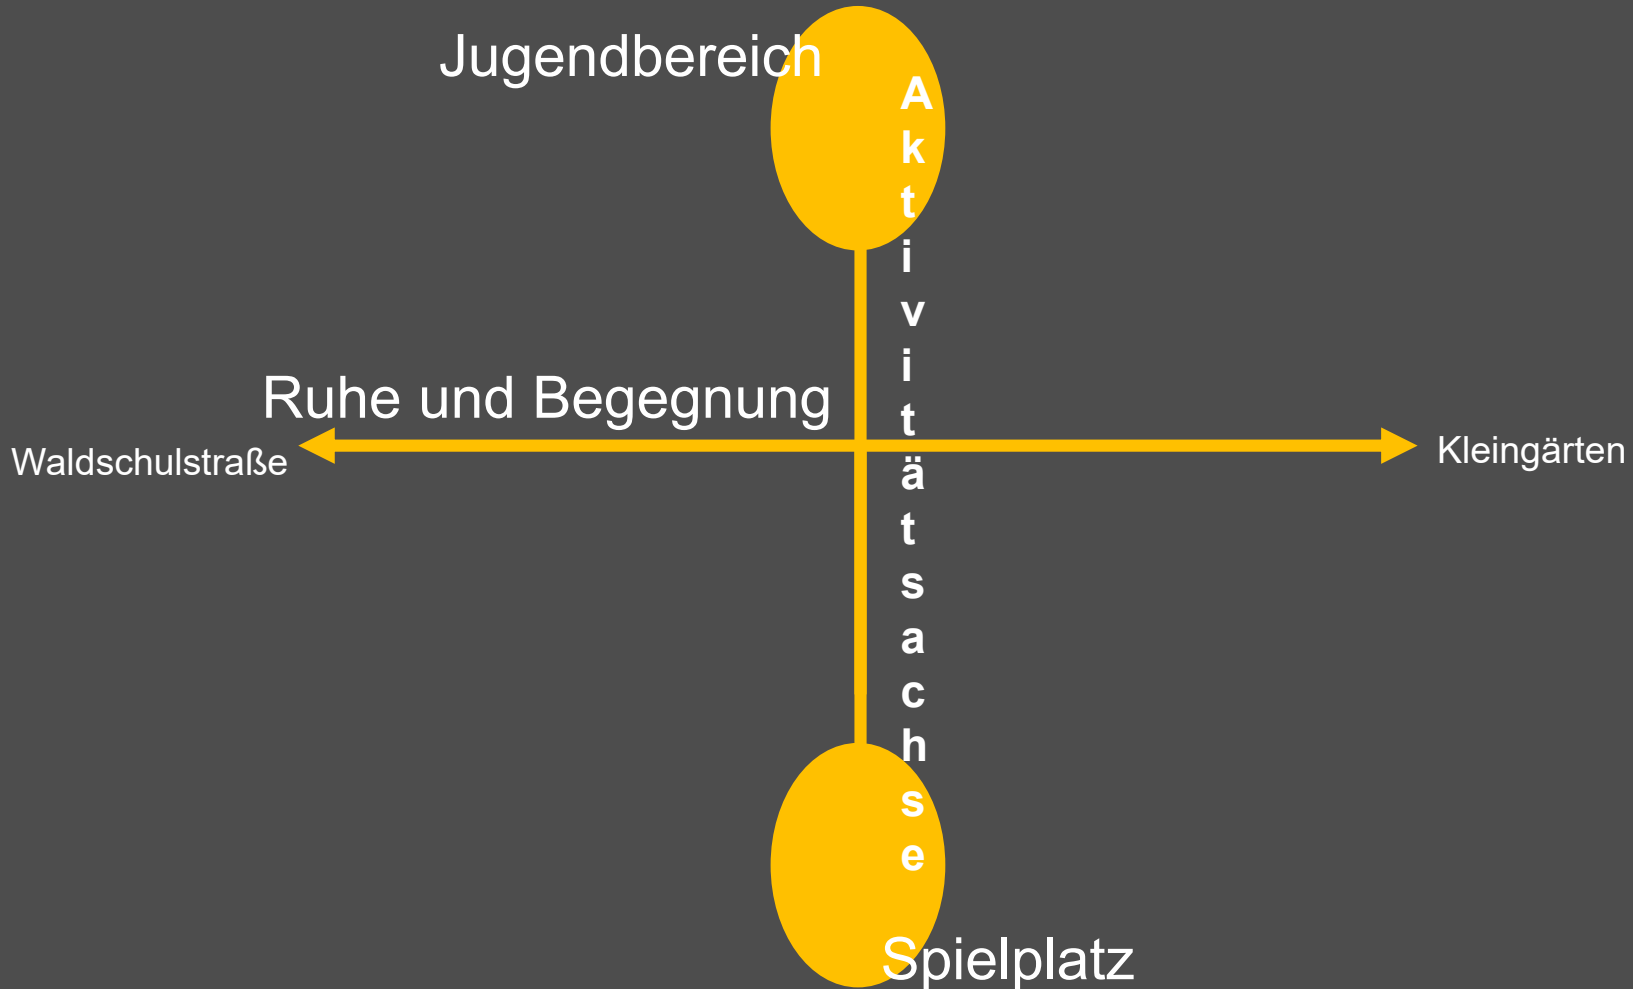 Jugendbereich
Aktivitätsachse
Ruhe und Begegnung
Waldschulstraße
Kleingärten
Spielplatz